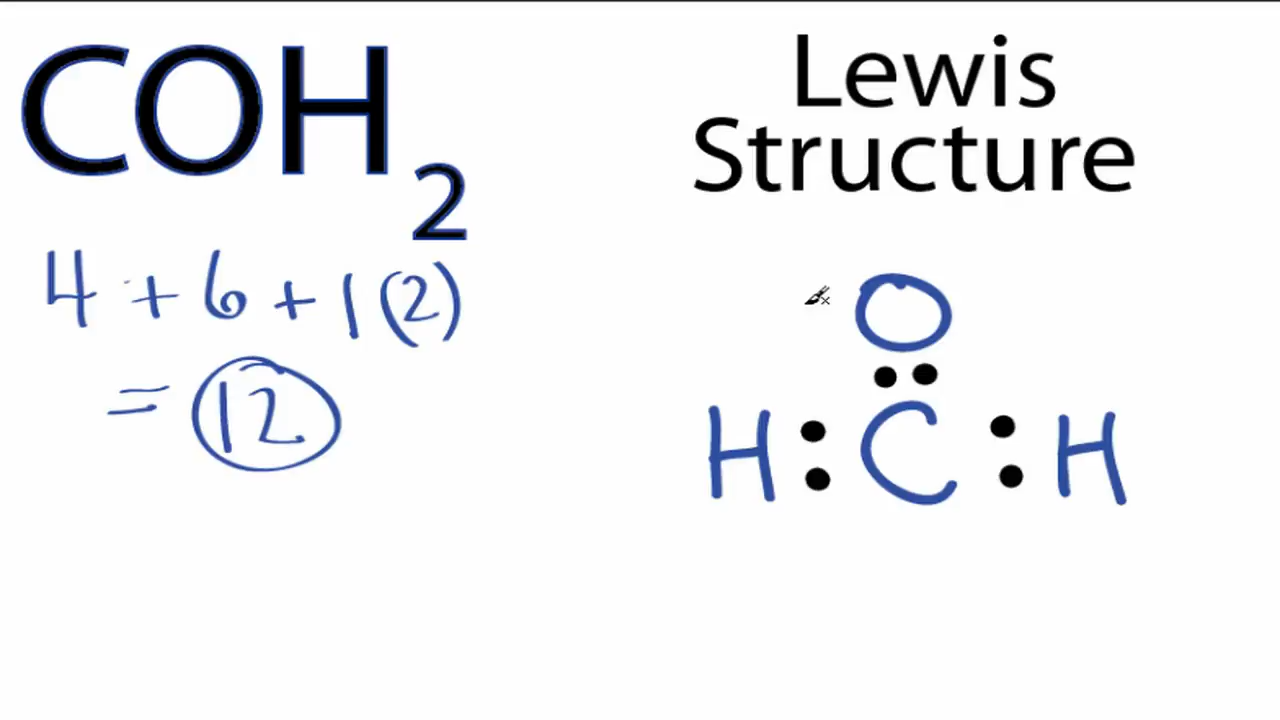 COH2
4 + 6 + 1(2)
= 12
Lewis
Structure
O
H : C : H